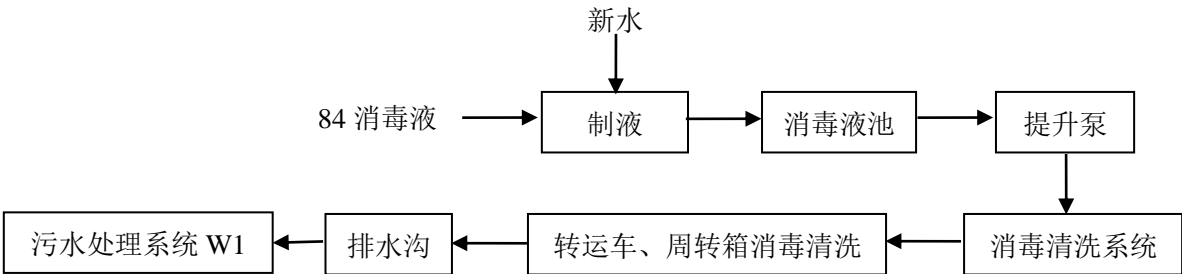 新水
84 消毒液
制液
消毒液池
提升泵
污水处理系统 W1
排水沟
转运车、周转箱消毒清洗
消毒清洗系统